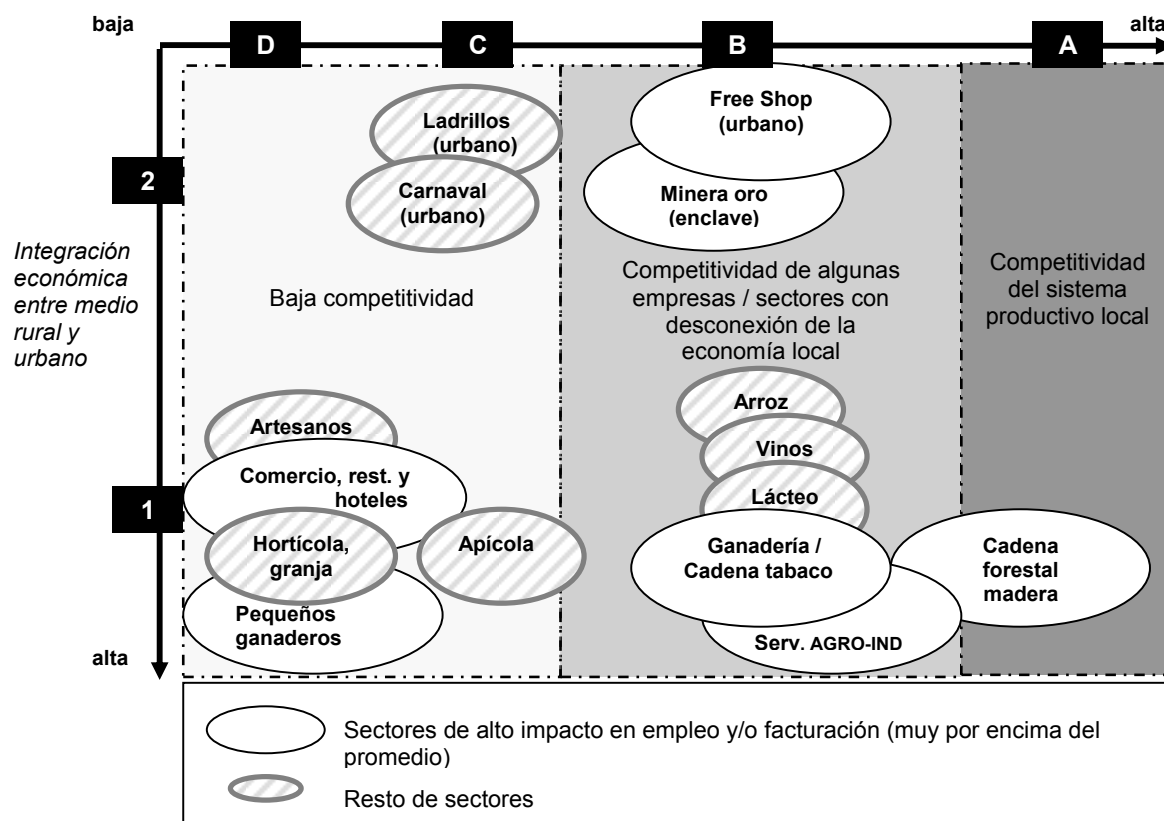 baja
alta
D
C
B
A
Free Shop
(urbano)
Ladrillos
(urbano)
2
Carnaval
(urbano)
Minera oro
(enclave)
Integración
económica
entre medio
rural y
urbano
Baja competitividad
Competitividad de algunas
empresas / sectores con
desconexión de la
economía local
Competitividad
del sistema
productivo local
Artesanos
Arroz
Comercio, rest. y
hoteles
Vinos
1
Lácteo
Hortícola,
granja
Apícola
Ganadería /
Cadena tabaco
Cadena
forestal
madera
Pequeños
ganaderos
Serv. AGRO-IND
alta
Sectores de alto impacto en empleo y/o facturación (muy por encima del
promedio)
Resto de sectores